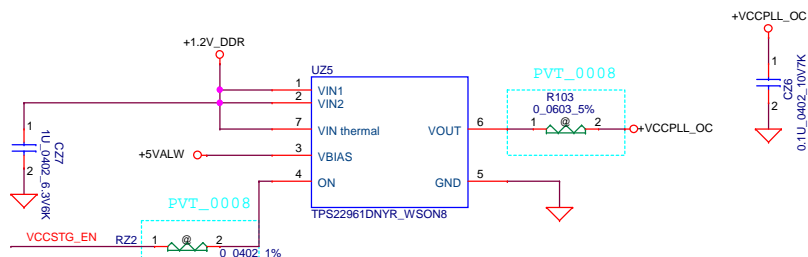 +VCCPLL_OC
+1.2V_DDR
UZ5
PVT_0008
1
VIN1
2
VIN2
R103
0_0603_5%
1
CZ6
2
0.1U_0402_10V7K
7
VIN thermal
VOUT
6
1
@
2
+VCCPLL_OC
1
CZ7
2
1U_0402_6.3V6K
+5VALW
3
VBIAS
4
ON
GND
5
PVT_0008
TPS22961DNYR_WSON8
VCCSTG_EN
RZ2
1
@
2
0_0402_1%